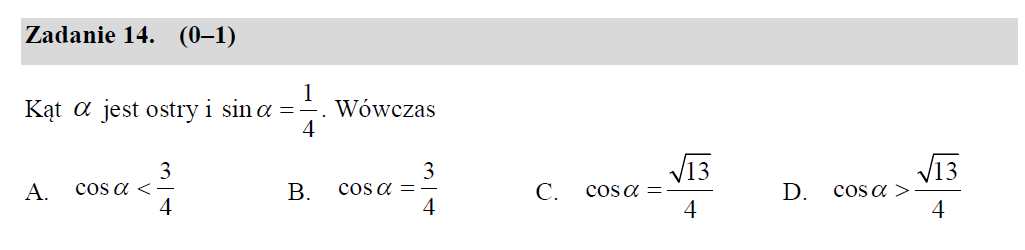 Zadanie 14. (0–1)
Kąt α jest ostry i sin α = 1/4. Wówczas
A. cos α < 3/4 B. cos α = 3/4 C. cos α = √13/4 D. cos α > √13/4